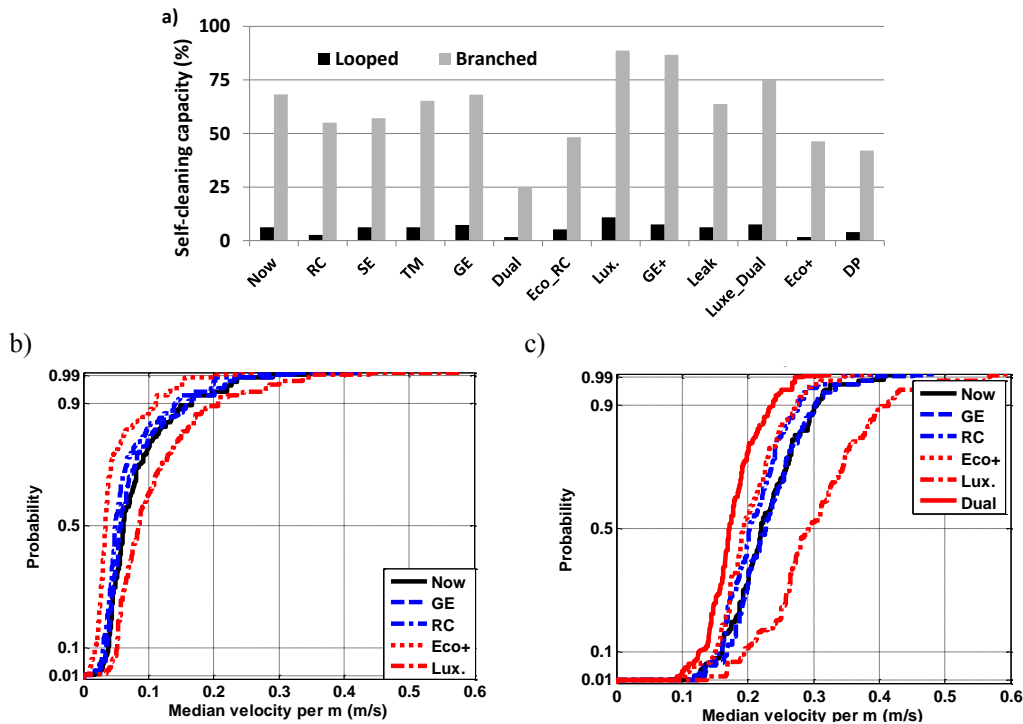 a)
100
75
50
25
0
Self-cleaning capacity (%)
Looped Branched
Now RC SE TM GE Dual Eco_RC Lux. GE+ Leak Luxe_Dual Eco+ DP
b)
0.99
0.9
0.5
0.1
0.01
Probability
Now
GE
RC
Eco+
Lux.
0 0.1 0.2 0.3 0.4 0.5 0.6
Median velocity per m (m/s)
c)
0.99
0.9
0.5
0.1
0.01
Probability
Now
GE
RC
Eco+
Lux.
Dual
0 0.1 0.2 0.3 0.4 0.5 0.6
Median velocity per m (m/s)